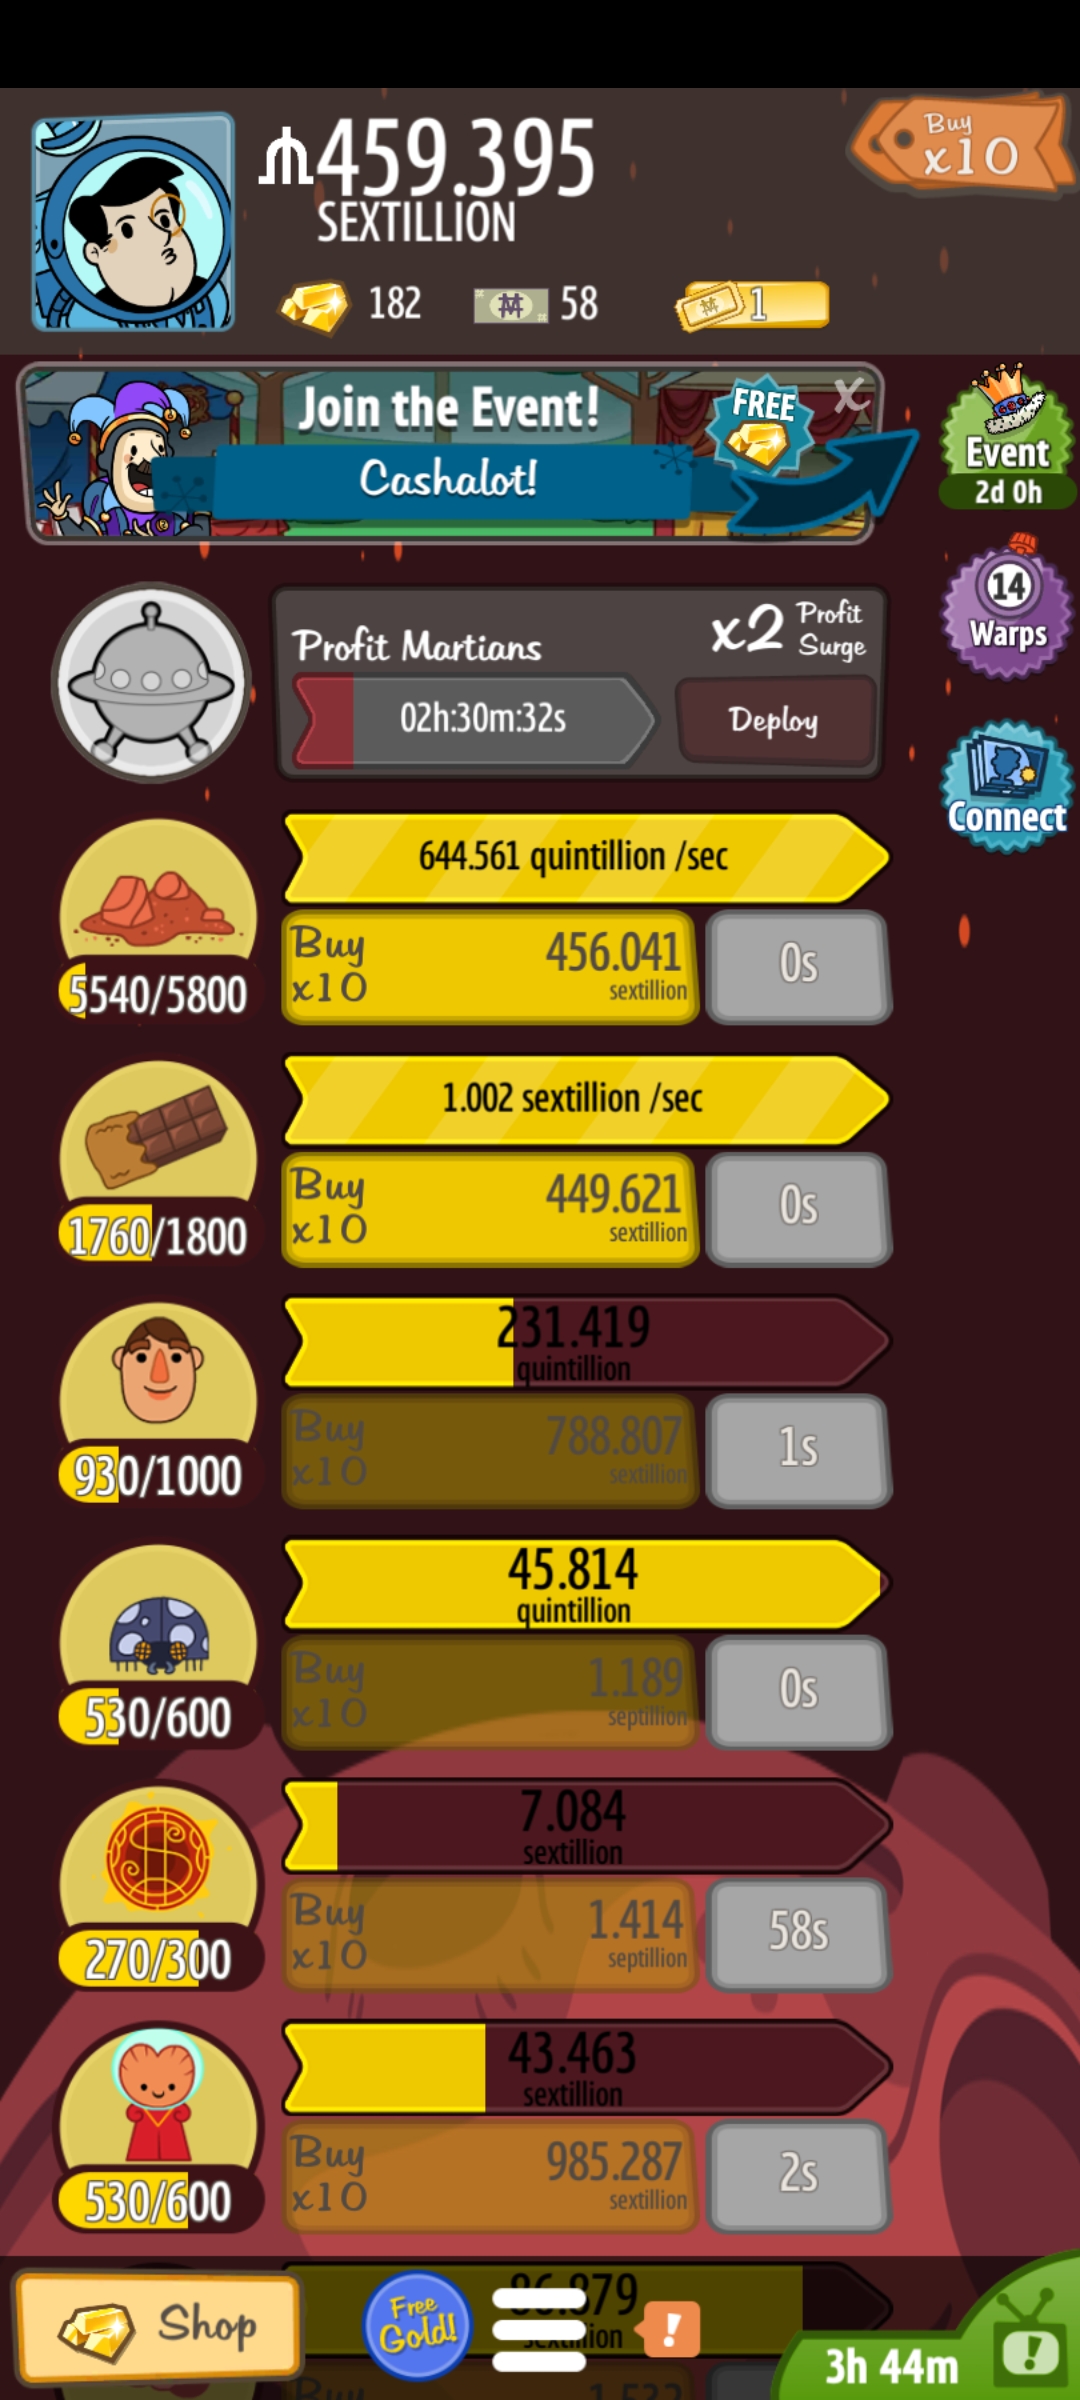 459.395
SEXTILLION
Buy
x10
182
58
1
Join the Event!
FREE
X
Cashalot!
Event
2d 0h
14
Warps
Connect
Profit Martians
x2 Profit Surge
02h:30m:32s
Deploy
644.561 quintillion /sec
Buy x10
456.041
sextillion
0s
5540/5800
1.002 sextillion /sec
Buy x10
449.621
sextillion
0s
1760/1800
231.419
quintillion
Buy x10
788.807
sextillion
1s
930/1000
45.814
quintillion
Buy x10
1.189
septillion
0s
530/600
7.084
sextillion
Buy x10
1.414
septillion
58s
270/300
43.463
sextillion
Buy x10
985.287
sextillion
2s
530/600
Shop
Free
Gold!
!
3h 44m
!